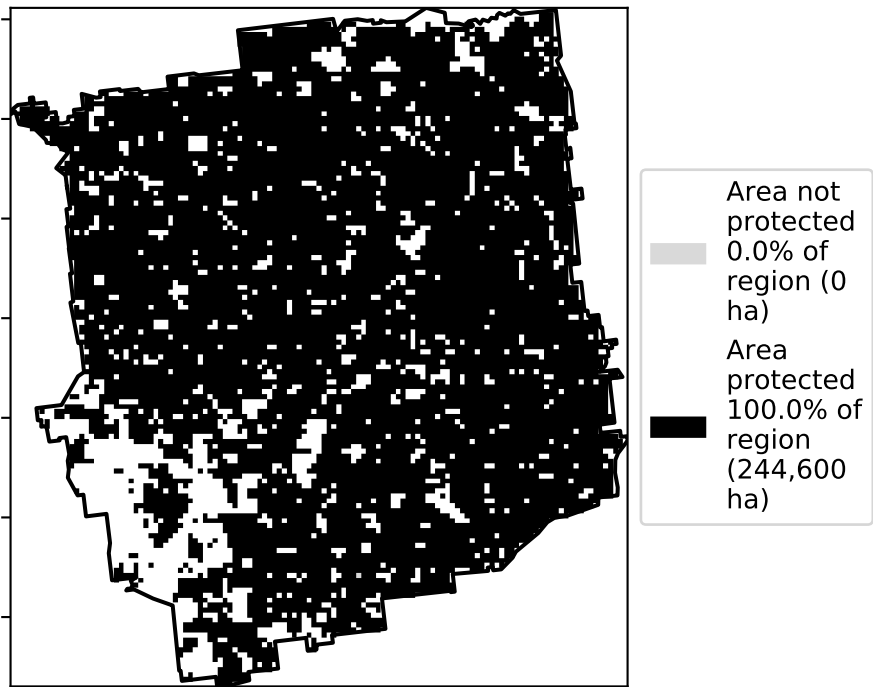 Area not
protected
0.0% of
region (0
ha)
Area
protected
100.0% of
region
(244,600
ha)